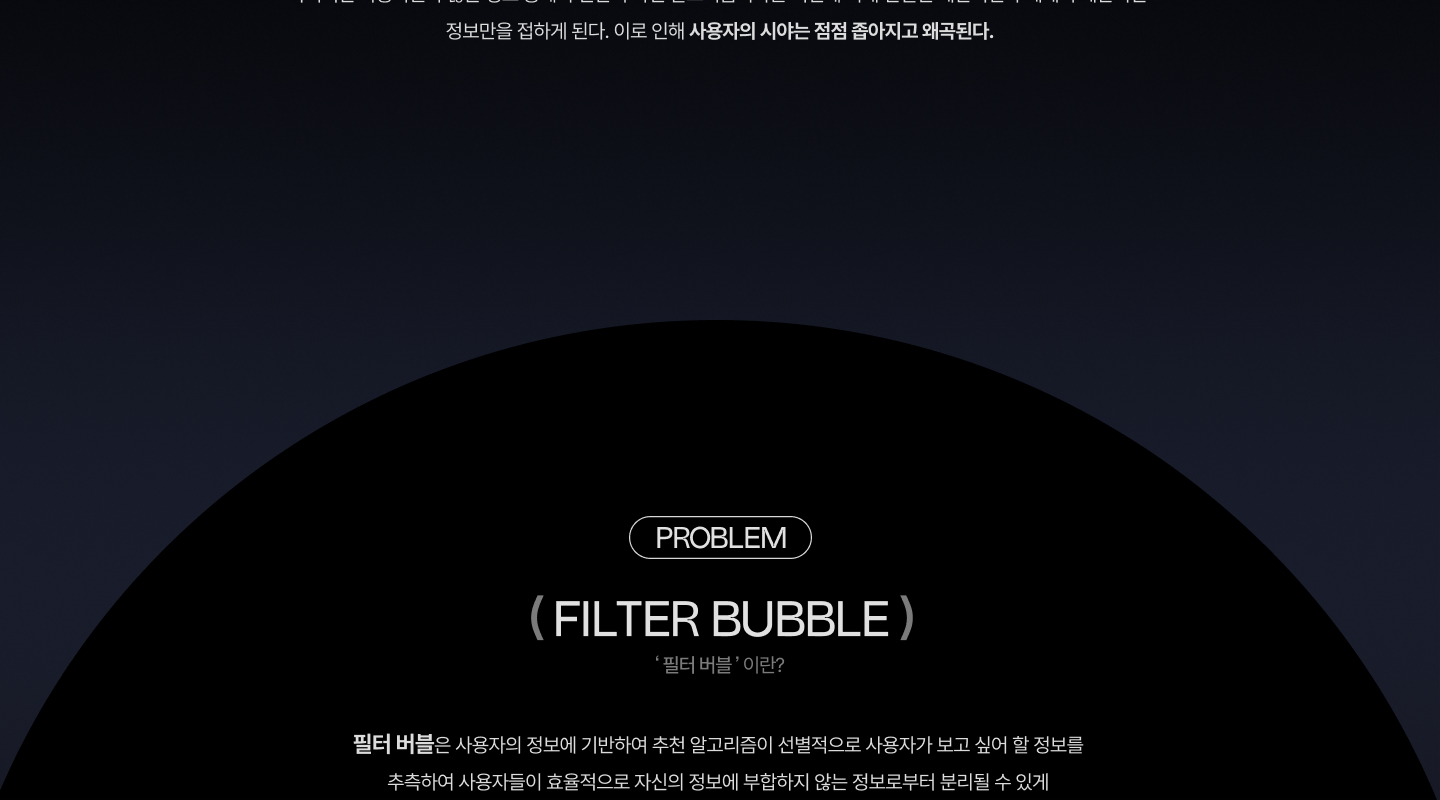 정보만을 접하게 된다. 이로 인해 사용자의 시야는 점점 좁아지고 왜곡된다.
PROBLEM
( FILTER BUBBLE )
‘ 필터 버블 ’ 이란?
필터 버블은 사용자의 정보에 기반하여 추천 알고리즘이 선별적으로 사용자가 보고 싶어 할 정보를
추측하여 사용자들이 효율적으로 자신의 정보에 부합하지 않는 정보로부터 분리될 수 있게